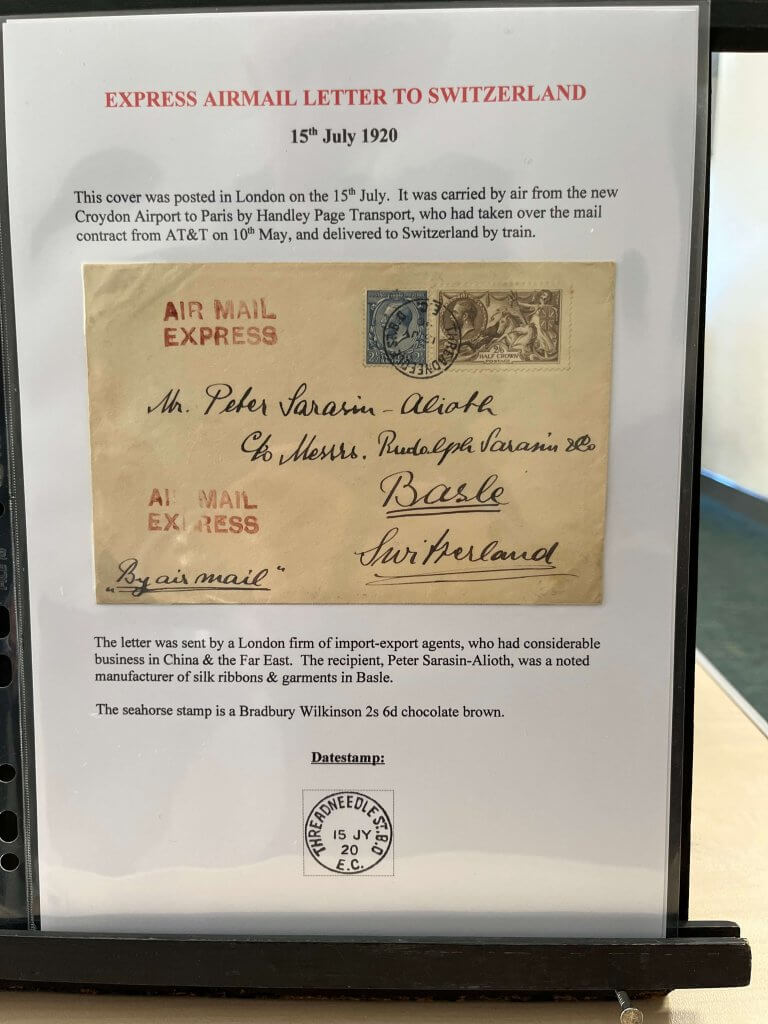 EXPRESS AIRMAIL LETTER TO SWITZERLAND
15th July 1920
This cover was posted in London on the 15th July. It was carried by air from the new
Croydon Airport to Paris by Handley Page Transport, who had taken over the mail
contract from AT&T on 10th May, and delivered to Switzerland by train.
AIR MAIL
EXPRESS
2/6
HALF CROWN
POSTAGE
Mr. Peter Sarasin-Alioth
c/o Messrs. Rudolph Sarasin & Co
Basle
Switzerland
AI MAIL
EX RESS
"By air mail"
The letter was sent by a London firm of import-export agents, who had considerable
business in China & the Far East. The recipient, Peter Sarasin-Alioth, was a noted
manufacturer of silk ribbons & garments in Basle.
The seahorse stamp is a Bradbury Wilkinson 2s 6d chocolate brown.
Datestamp:
THREADNEEDLE ST. B.O
15 JY
20
E.C.